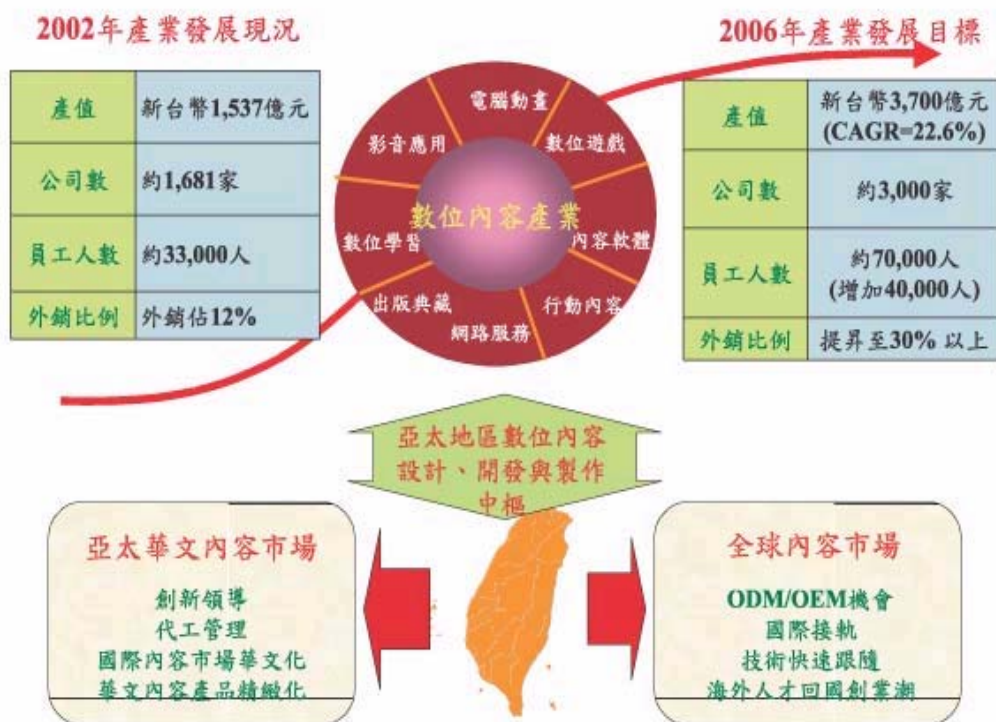 2002年產業發展現況
產值 新台幣1,537億元
公司數 約1,681家
員工人數 約33,000人
外銷比例 外銷佔12%
電腦動畫
影音應用
數位遊戲
數位內容產業
數位學習
內容軟體
出版典藏
行動內容
網路服務
2006年產業發展目標
產值 新台幣3,700億元
(CAGR=22.6%)
公司數 約3,000家
員工人數 約70,000人
(增加40,000人)
外銷比例 提昇至30% 以上
亞太地區數位內容
設計、開發與製作
中樞
亞太華文內容市場
創新領導
代工管理
國際內容市場華文化
華文內容產品精緻化
全球內容市場
ODM/OEM機會
國際接軌
技術快速跟隨
海外人才回國創業潮